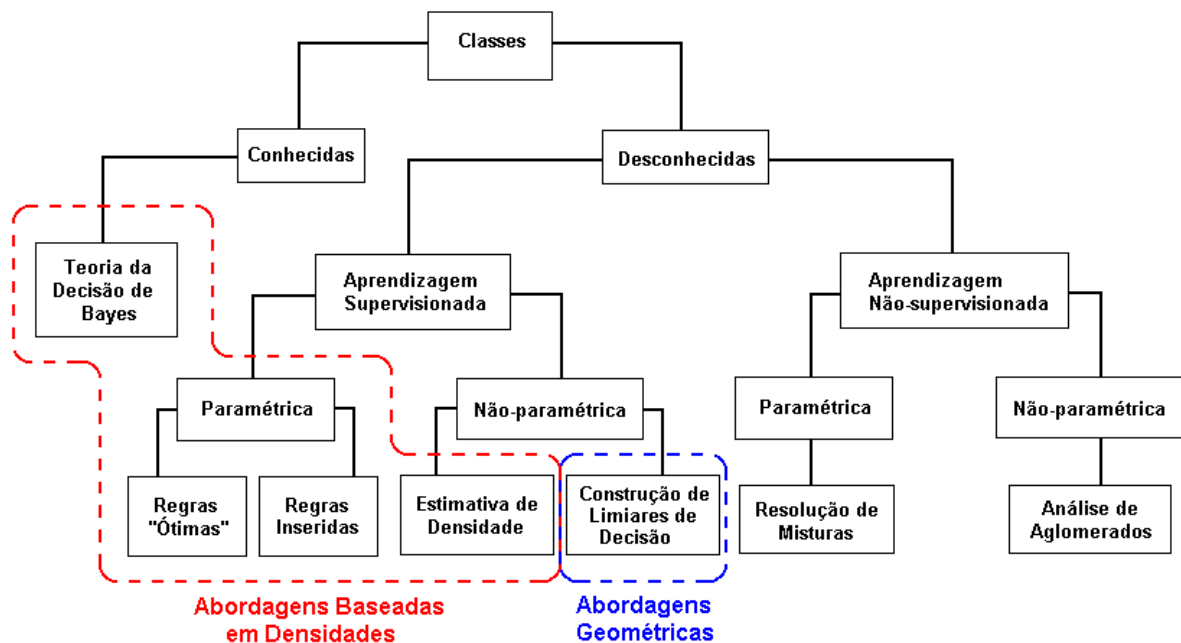 Classes
Conhecidas
Desconhecidas
Teoria da
Decisão de
Bayes
Aprendizagem
Supervisionada
Aprendizagem
Não-supervisionada
Paramétrica
Não-paramétrica
Paramétrica
Não-paramétrica
Regras
"Ótimas"
Regras
Inseridas
Estimativa de
Densidade
Construção de
Limiares de
Decisão
Resolução de
Misturas
Análise de
Aglomerados
Abordagens Baseadas
em Densidades
Abordagens
Geométricas